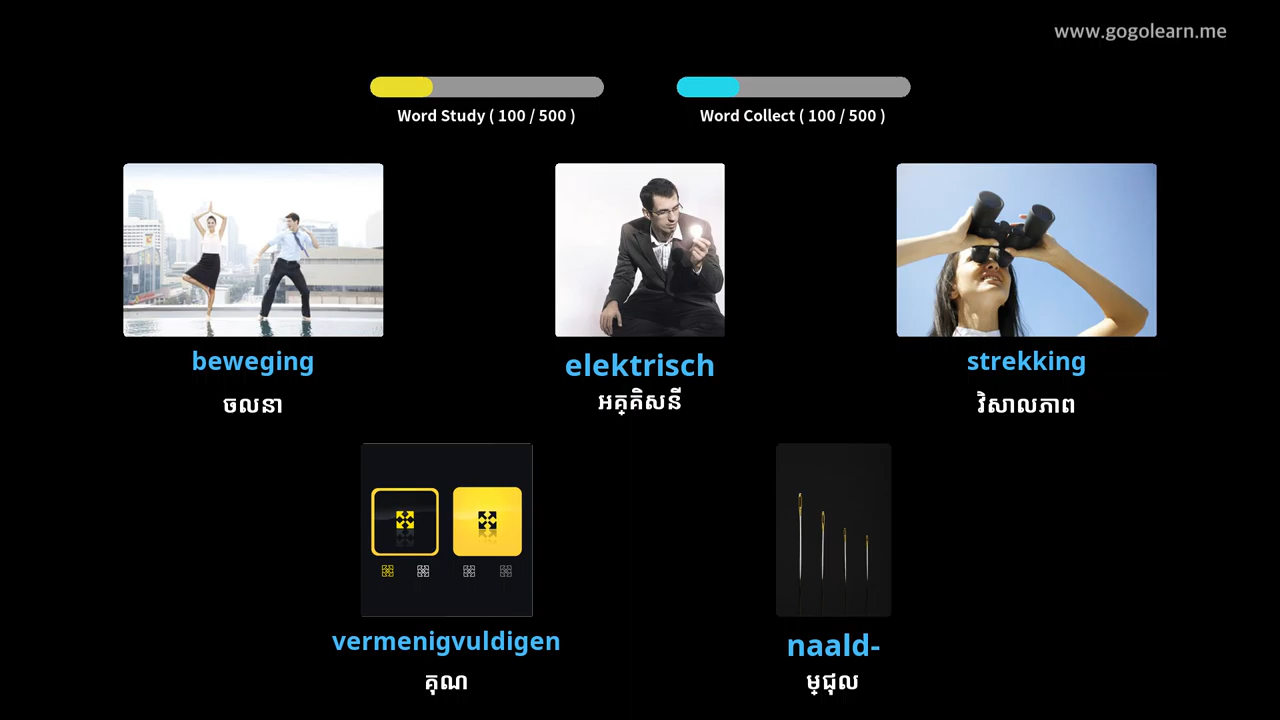 www.gogolearn.me
Word Study ( 100 / 500 )
Word Collect ( 100 / 500 )
beweging
ចលនា
elektrisch
អគ្គិសនី
strekking
វិសាលភាព
vermenigvuldigen
គុណ
naald-
ម្ជុល